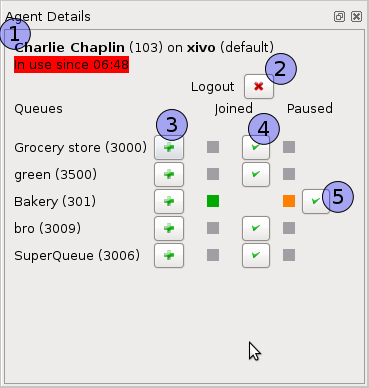 Agent Details
1
Charlie Chaplin (103) on xivo (default)
In use since 06:48
2
Logout
Queues Joined Paused
3 4
Grocery store (3000)
green (3500)
Bakery (301) 5
bro (3009)
SuperQueue (3006)